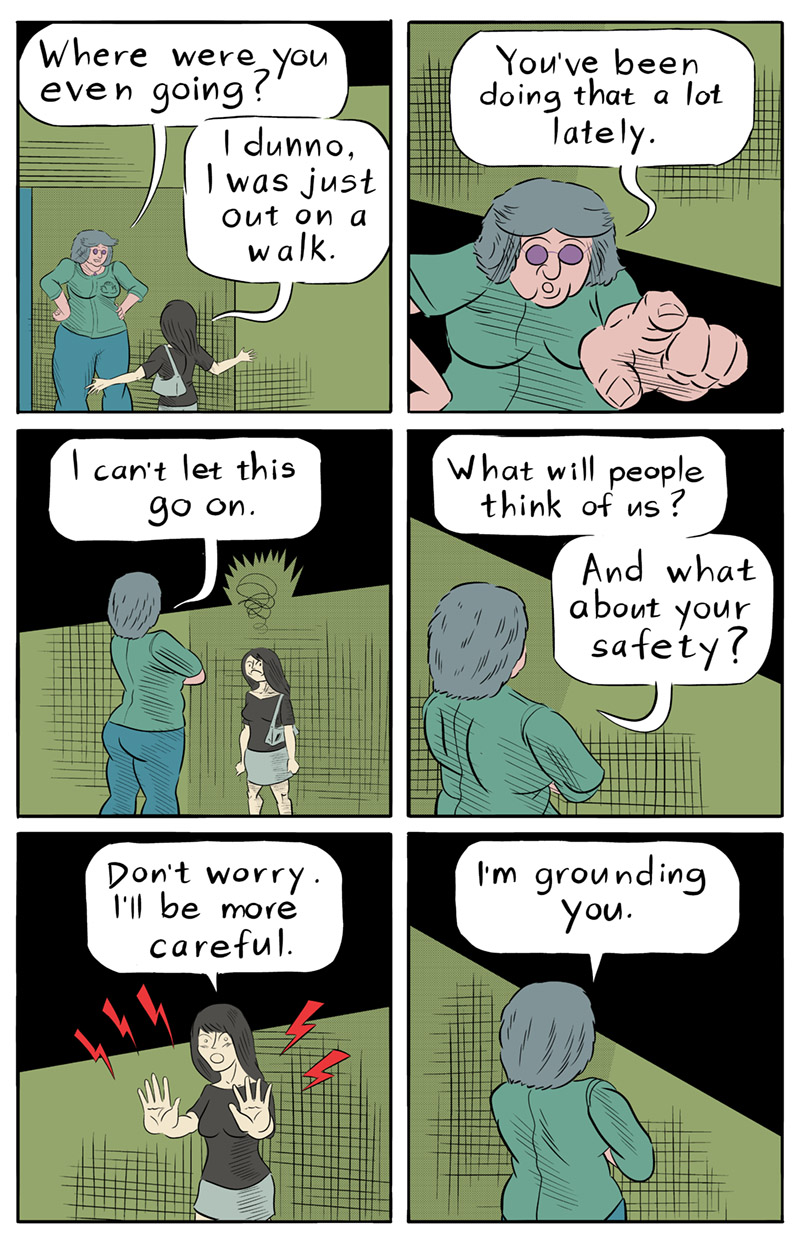 Where were you
even going?
I dunno,
I was just
out on a
walk.
You've been
doing that a lot
lately.
I can't let this
go on.
What will people
think of us?
And what
about your
safety?
Don't worry.
I'll be more
careful.
I'm grounding
you.